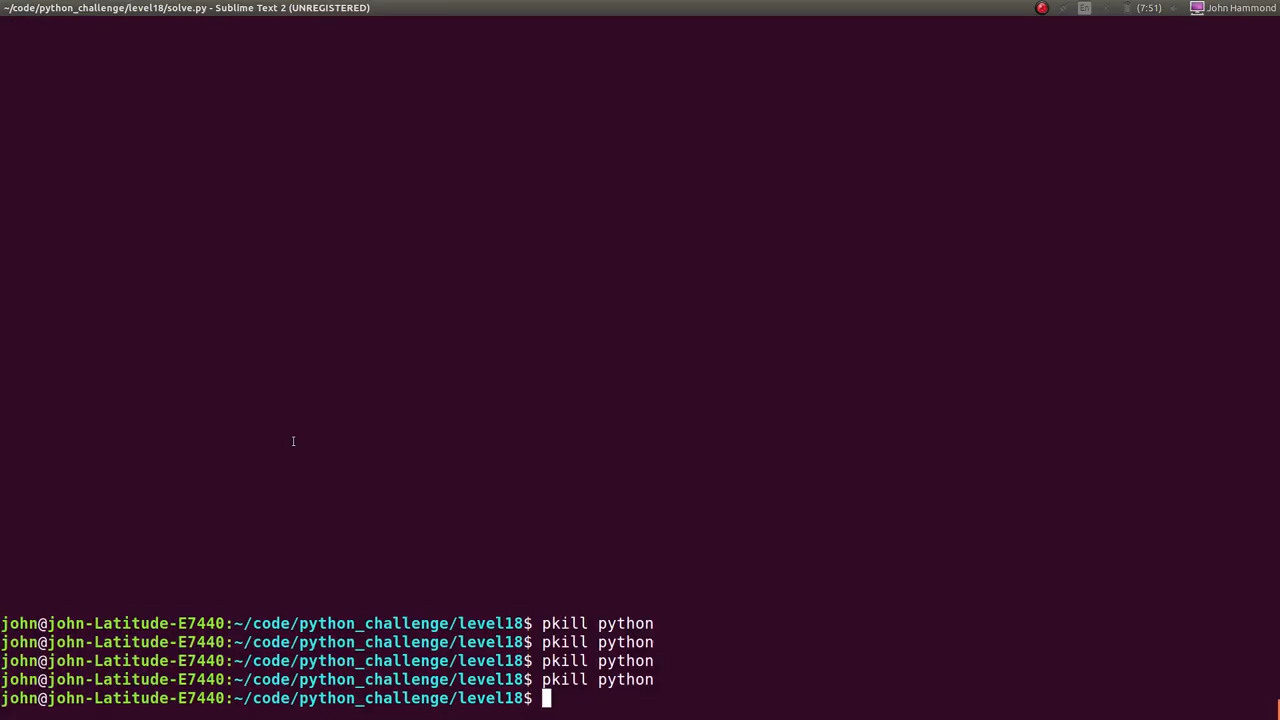 ~/code/python_challenge/level18/solve.py - Sublime Text 2 (UNREGISTERED)
En
(7:51)
John Hammond
john@john-Latitude-E7440:~/code/python_challenge/level18$ pkill python
john@john-Latitude-E7440:~/code/python_challenge/level18$ pkill python
john@john-Latitude-E7440:~/code/python_challenge/level18$ pkill python
john@john-Latitude-E7440:~/code/python_challenge/level18$ pkill python
john@john-Latitude-E7440:~/code/python_challenge/level18$